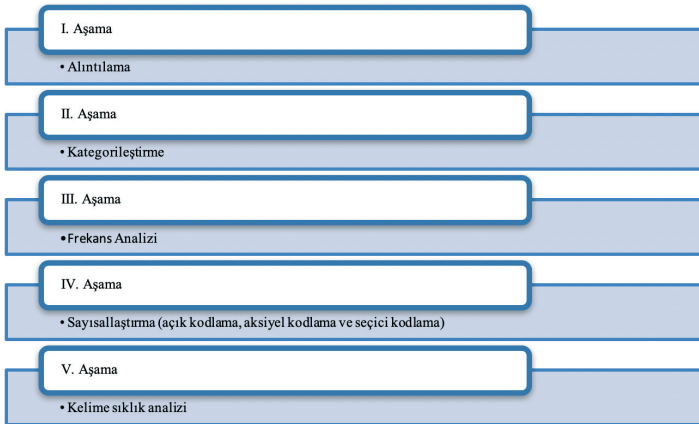 I. Aşama
• Alıntılama
II. Aşama
• Kategorileştirme
III. Aşama
•Frekans Analizi
IV. Aşama
• Sayısallaştırma (açık kodlama, aksiyel kodlama ve seçici kodlama)
V. Aşama
• Kelime sıklık analizi